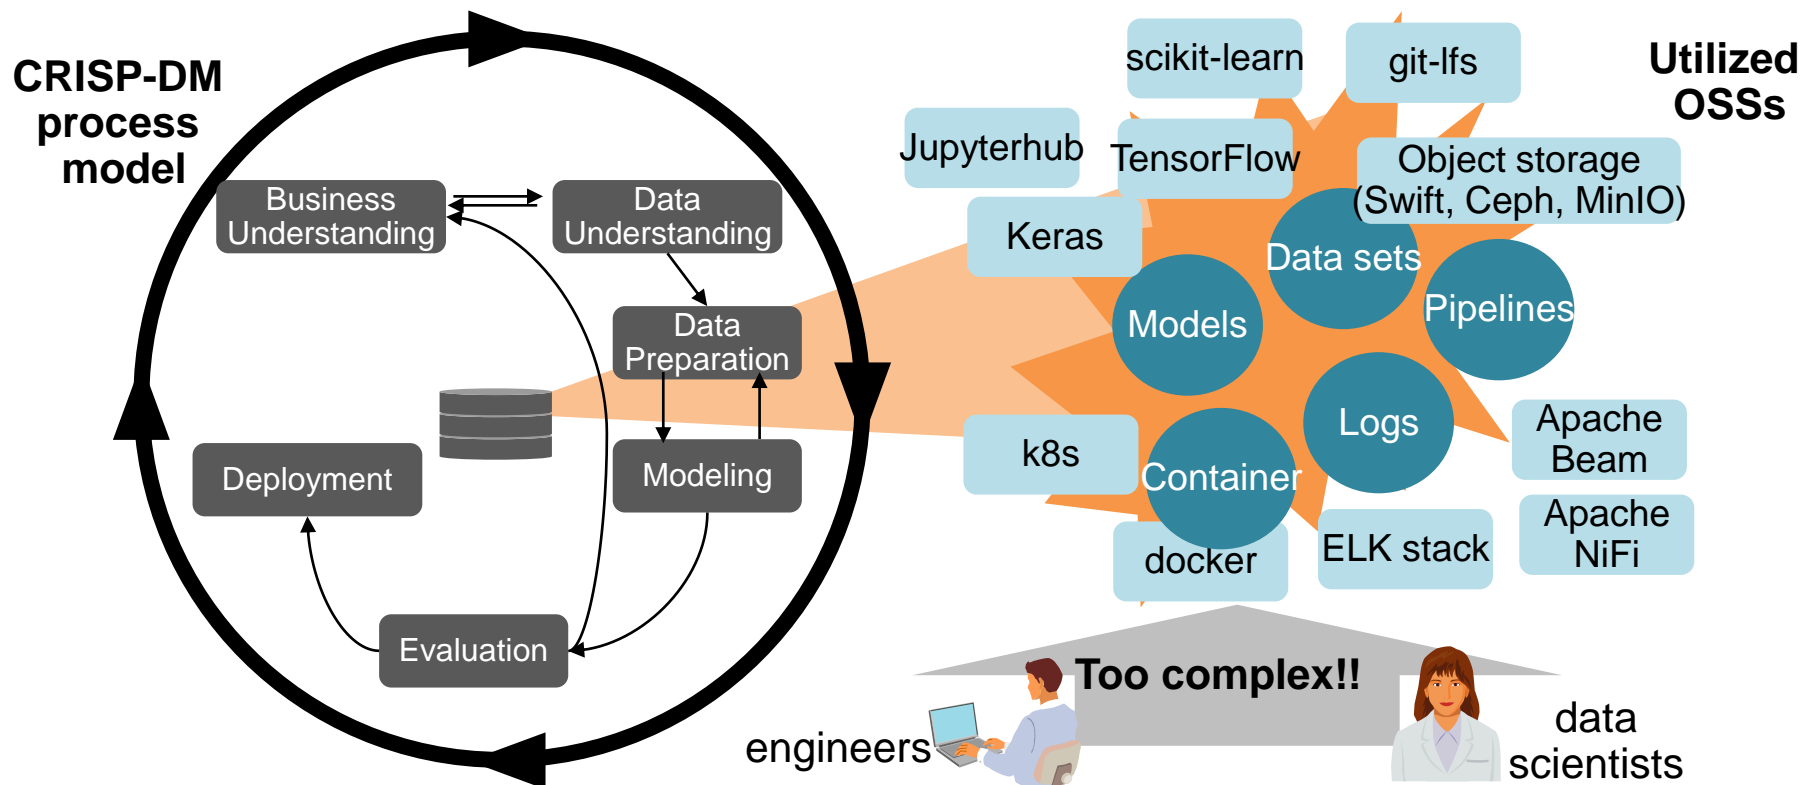 CRISP-DM
process
model
Business
Understanding
Data
Understanding
Data
Preparation
Modeling
Deployment
Evaluation
Utilized
OSSs
scikit-learn
git-lfs
Jupyterhub
TensorFlow
Object storage
(Swift, Ceph, MinIO)
Keras
Data sets
Models
Pipelines
Logs
k8s
Container
Apache
Beam
Apache
NiFi
ELK stack
docker
Too complex!!
engineers
data
scientists